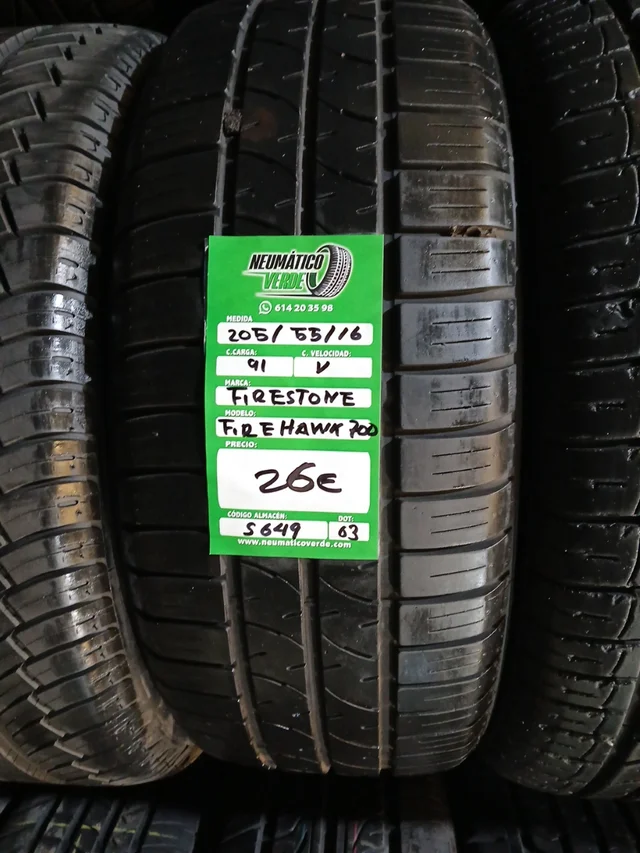 NEUMÁTICO
VERDE
614 20 35 98
MEDIDA
205/55/16
C.CARGA: C. VELOCIDAD:
91 V
MARCA:
FIRESTONE
MODELO:
FIREHAWK 700
PRECIO:
26€
CÓDIGO ALMACÉN: DOT:
S649 63
www.neumaticoverde.com